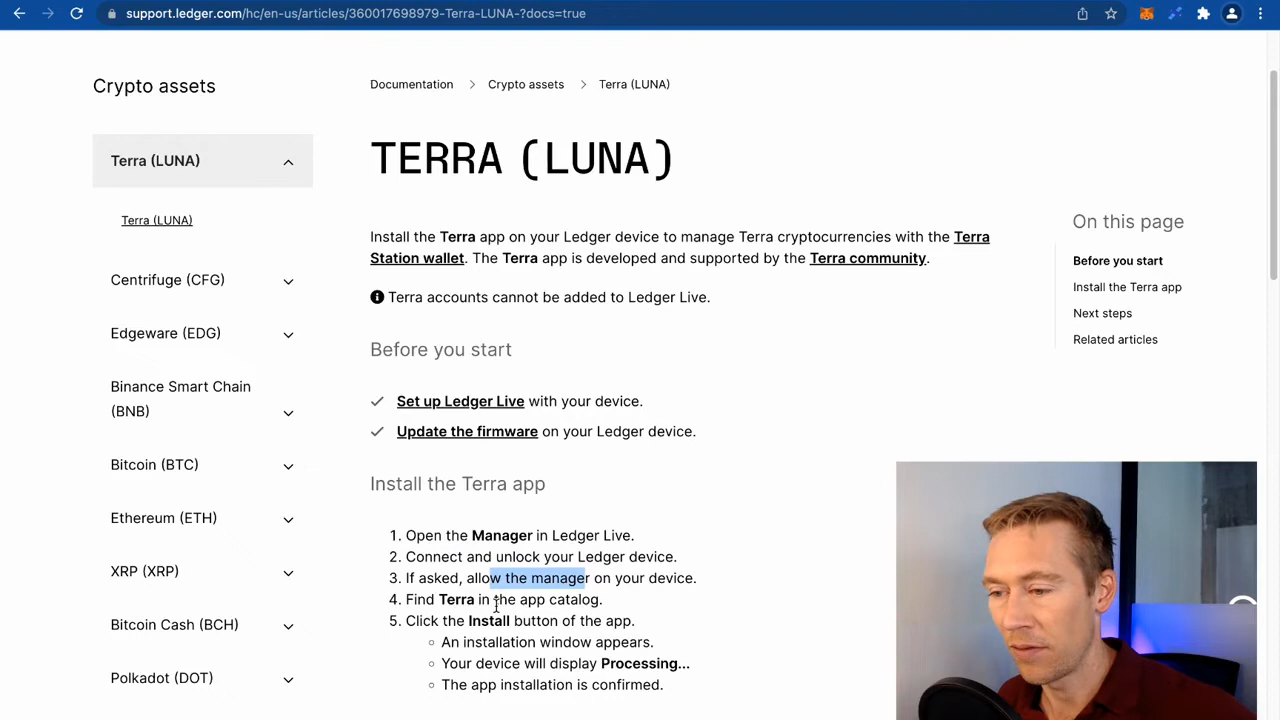 support.ledger.com/hc/en-us/articles/360017698979-Terra-LUNA-?docs=true
Crypto assets
Terra (LUNA)
Terra (LUNA)
Centrifuge (CFG)
Edgeware (EDG)
Binance Smart Chain
(BNB)
Bitcoin (BTC)
Ethereum (ETH)
XRP (XRP)
Bitcoin Cash (BCH)
Polkadot (DOT)
Documentation > Crypto assets > Terra (LUNA)
TERRA (LUNA)
Install the Terra app on your Ledger device to manage Terra cryptocurrencies with the Terra
Station wallet. The Terra app is developed and supported by the Terra community.
Terra accounts cannot be added to Ledger Live.
Before you start
Set up Ledger Live with your device.
Update the firmware on your Ledger device.
Install the Terra app
1. Open the Manager in Ledger Live.
2. Connect and unlock your Ledger device.
3. If asked, allow the manager on your device.
4. Find Terra in the app catalog.
5. Click the Install button of the app.
An installation window appears.
Your device will display Processing...
The app installation is confirmed.
On this page
Before you start
Install the Terra app
Next steps
Related articles